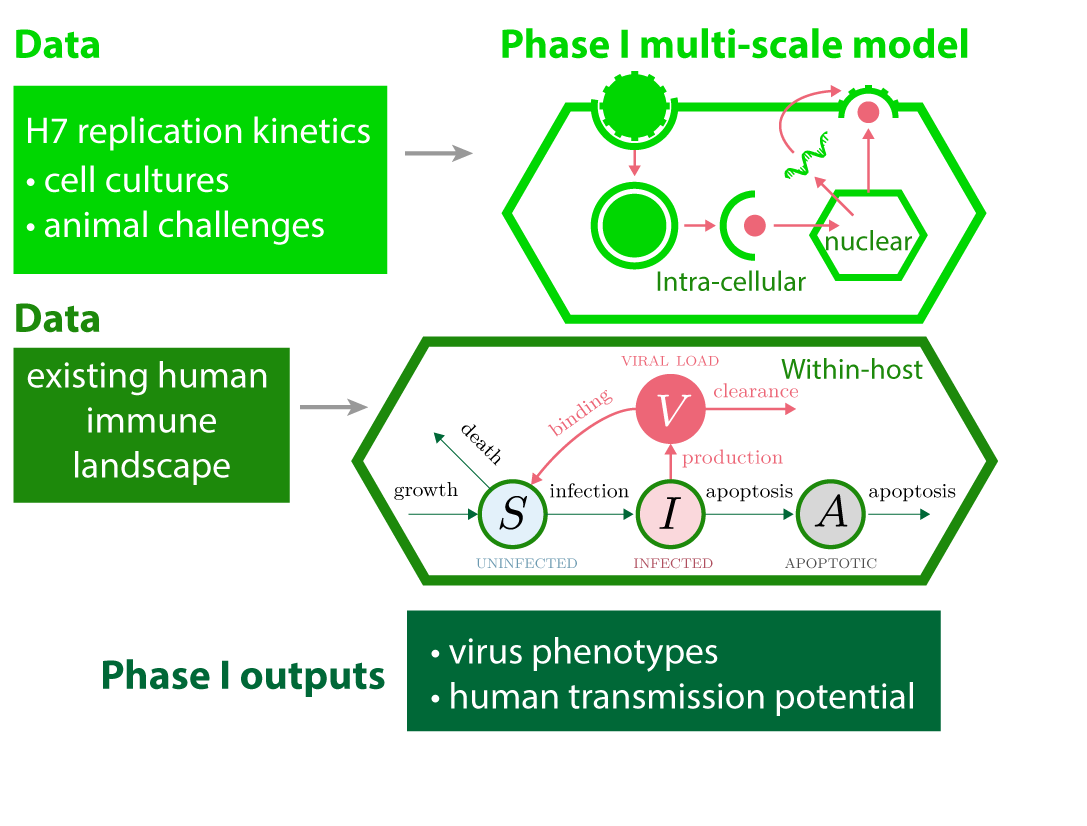 Data
H7 replication kinetics
• cell cultures
• animal challenges
Phase I multi-scale model
nuclear
Intra-cellular
Data
existing human
immune
landscape
Within-host
VIRAL LOAD
V
clearance
binding
production
death
growth
S
infection
I
apoptosis
A
apoptosis
UNINFECTED
INFECTED
APOPTOTIC
Phase I outputs
• virus phenotypes
• human transmission potential